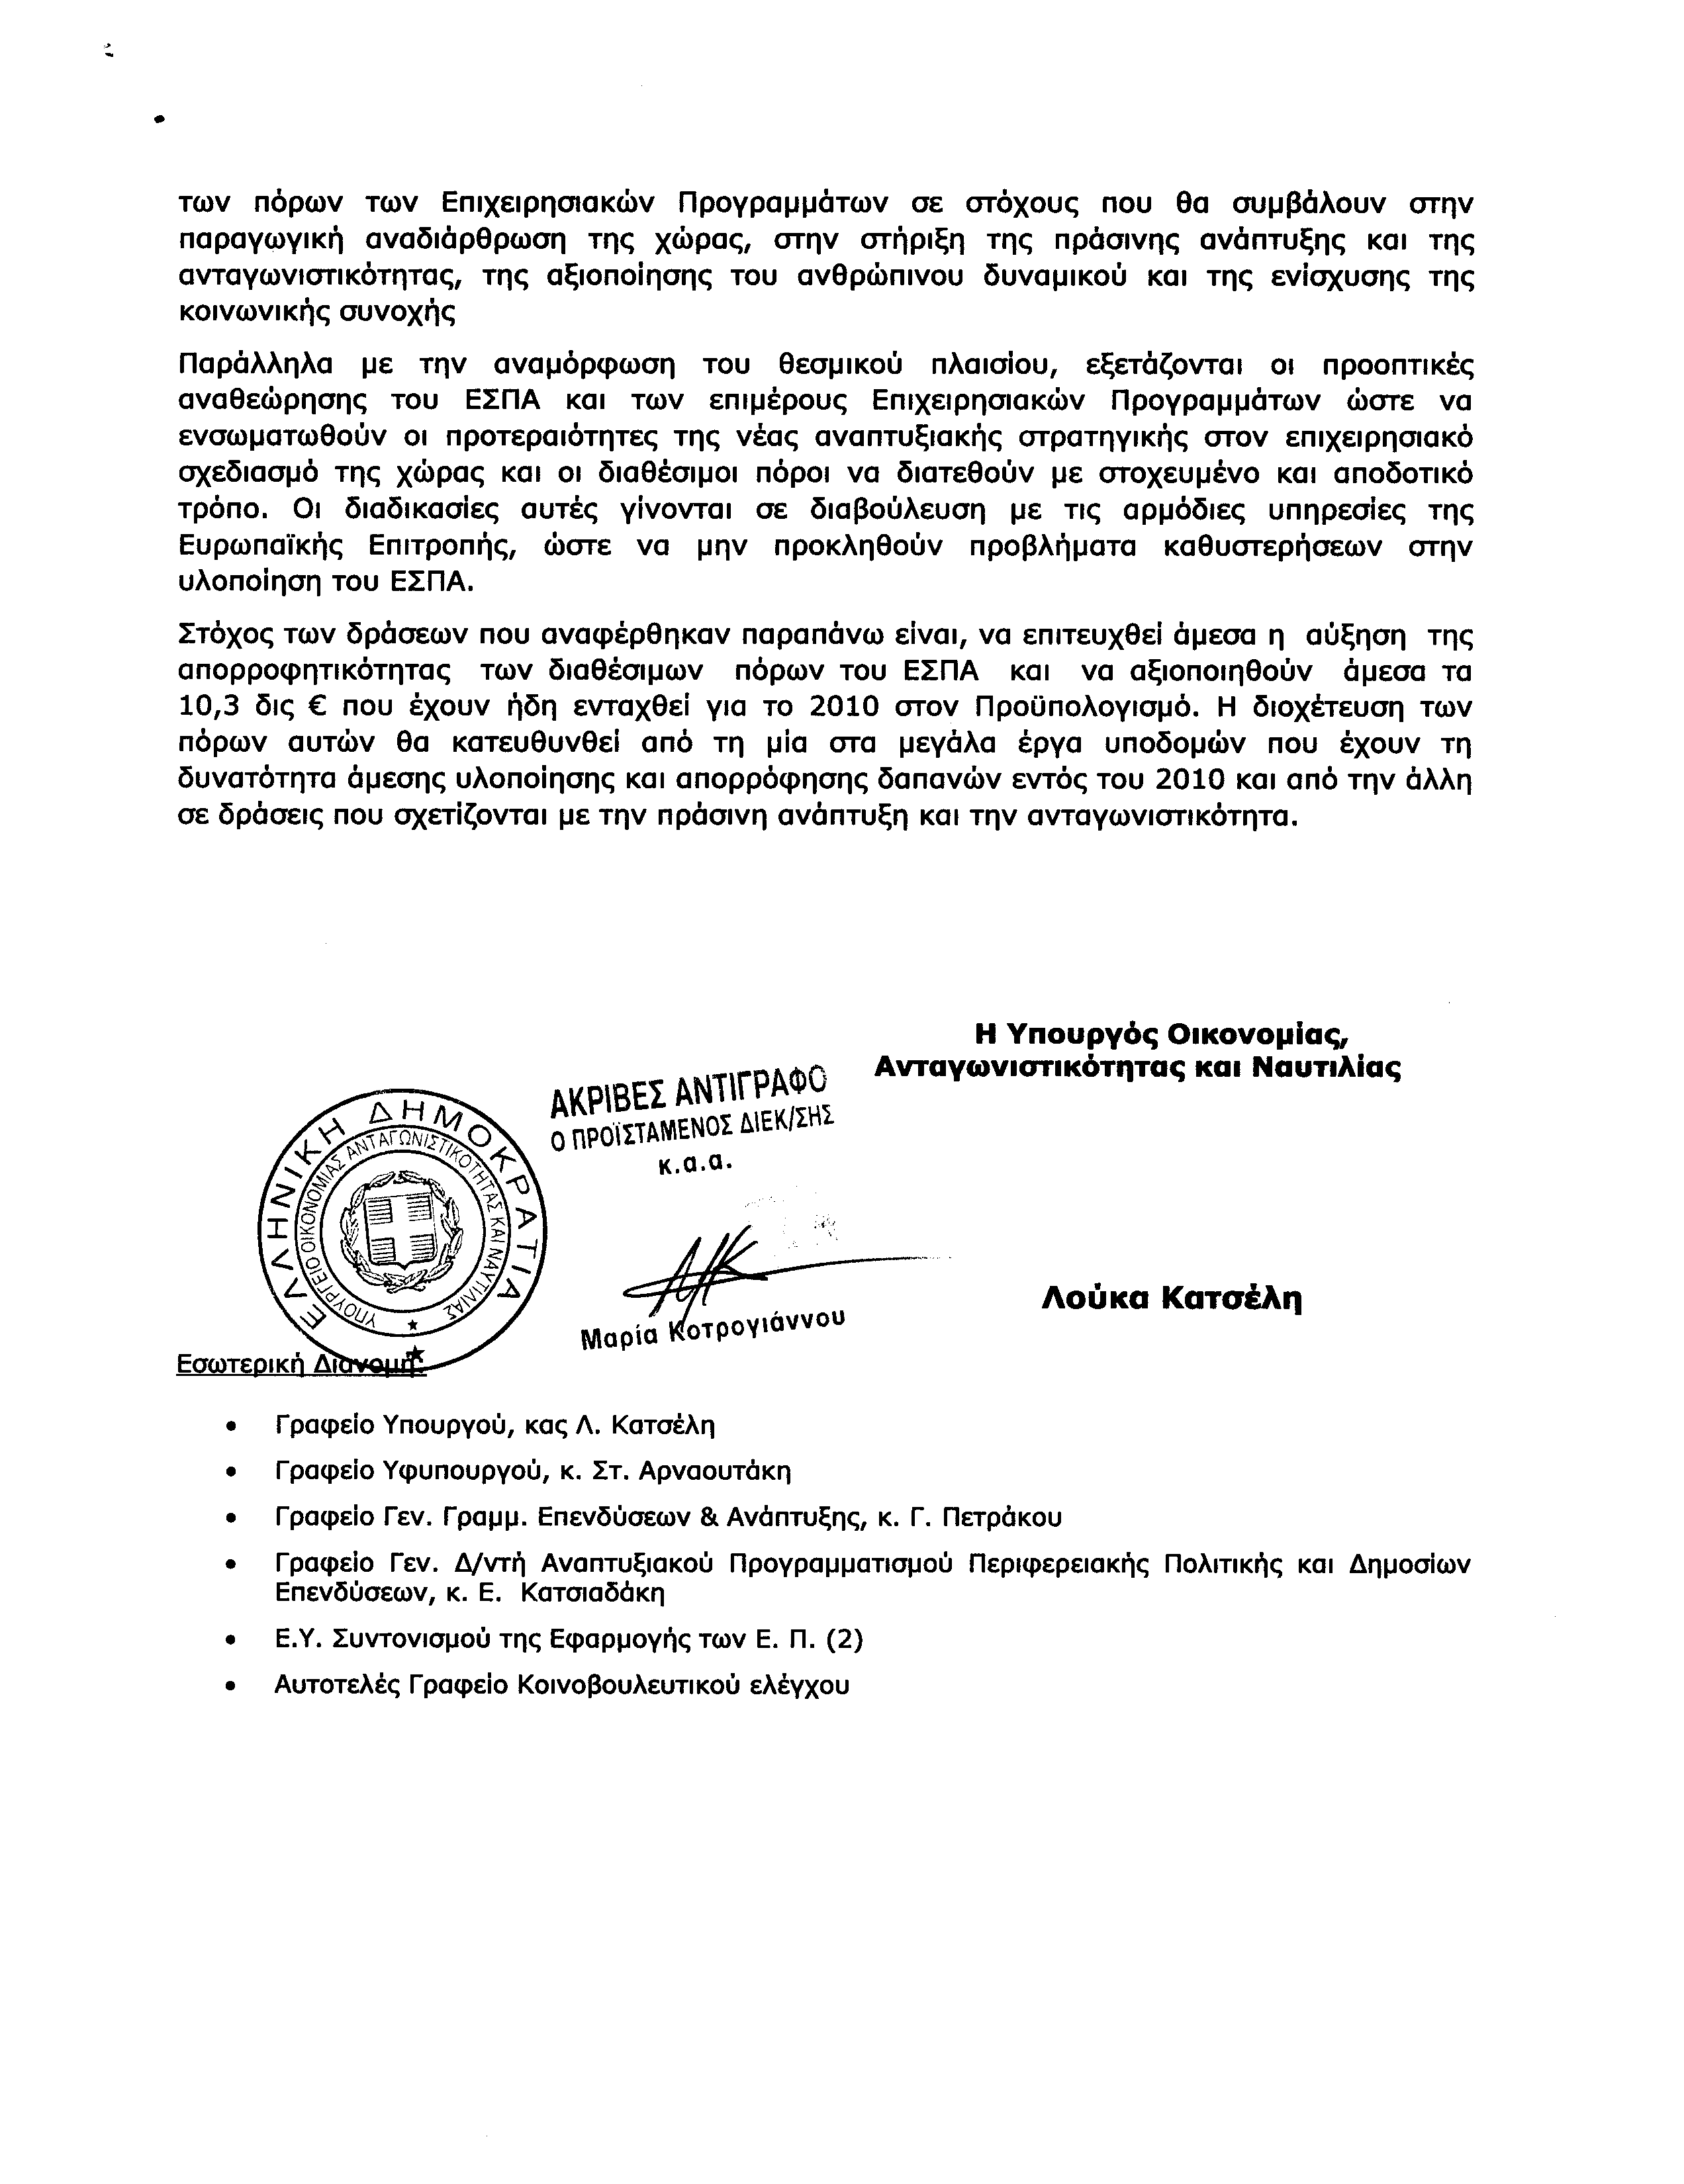 των πόρων των Επιχειρησιακών Προγραμμάτων σε στόχους που θα συμβάλουν στην
παραγωγική αναδιάρθρωση της χώρας, στην στήριξη της πράσινης ανάπτυξης και της
ανταγωνιστικότητας, της αξιοποίησης του ανθρώπινου δυναμικού και της ενίσχυσης της
κοινωνικής συνοχής
Παράλληλα με την αναμόρφωση του θεσμικού πλαισίου, εξετάζονται οι προοπτικές
αναθεώρησης του ΕΣΠΑ και των επιμέρους Επιχειρησιακών Προγραμμάτων ώστε να
ενσωματωθούν οι προτεραιότητες της νέας αναπτυξιακής στρατηγικής στον επιχειρησιακό
σχεδιασμό της χώρας και οι διαθέσιμοι πόροι να διατεθούν με στοχευμένο και αποδοτικό
τρόπο. Οι διαδικασίες αυτές γίνονται σε διαβούλευση με τις αρμόδιες υπηρεσίες της
Ευρωπαϊκής Επιτροπής, ώστε να μην προκληθούν προβλήματα καθυστερήσεων στην
υλοποίηση του ΕΣΠΑ.
Στόχος των δράσεων που αναφέρθηκαν παραπάνω είναι, να επιτευχθεί άμεσα η αύξηση της
απορροφητικότητας των διαθέσιμων πόρων του ΕΣΠΑ και να αξιοποιηθούν άμεσα τα
10,3 δις € που έχουν ήδη ενταχθεί για το 2010 στον Προϋπολογισμό. Η διοχέτευση των
πόρων αυτών θα κατευθυνθεί από τη μία στα μεγάλα έργα υποδομών που έχουν τη
δυνατότητα άμεσης υλοποίησης και απορρόφησης δαπανών εντός του 2010 και από την άλλη
σε δράσεις που σχετίζονται με την πράσινη ανάπτυξη και την ανταγωνιστικότητα.
Η Υπουργός Οικονομίας,
Ανταγωνιστικότητας και Ναυτιλίας
ΑΚΡΙΒΕΣ ΑΝΤΙΓΡΑΦΟ
Ο ΠΡΟΪΣΤΑΜΕΝΟΣ ΔΙΕΚ/ΣΗΣ
κ.α.α.
ΕΛΛΗΝΙΚΗ ΔΗΜΟΚΡΑΤΙΑ
ΥΠΟΥΡΓΕΙΟ ΟΙΚΟΝΟΜΙΑΣ ΑΝΤΑΓΩΝΙΣΤΙΚΟΤΗΤΑΣ ΚΑΙ ΝΑΥΤΙΛΙΑΣ
Λούκα Κατσέλη
Μαρία Κοτρογιάννου
Εσωτερική Διανομή:
• Γραφείο Υπουργού, κας Λ. Κατσέλη
• Γραφείο Υφυπουργού, κ. Στ. Αρναουτάκη
• Γραφείο Γεν. Γραμμ. Επενδύσεων & Ανάπτυξης, κ. Γ. Πετράκου
• Γραφείο Γεν. Δ/ντή Αναπτυξιακού Προγραμματισμού Περιφερειακής Πολιτικής και Δημοσίων
Επενδύσεων, κ. Ε. Κατσιαδάκη
• Ε.Υ. Συντονισμού της Εφαρμογής των Ε. Π. (2)
• Αυτοτελές Γραφείο Κοινοβουλευτικού ελέγχου